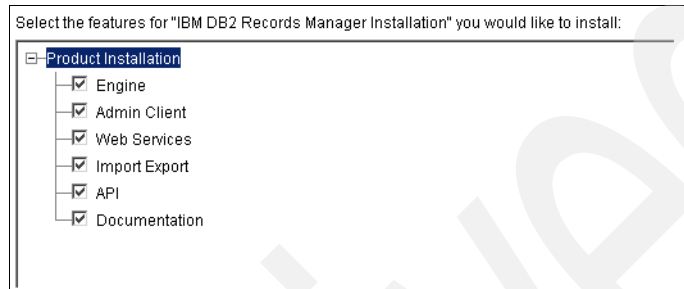 Select the features for "IBM DB2 Records Manager Installation" you would like to install:
Product Installation
Engine
Admin Client
Web Services
Import Export
API
Documentation